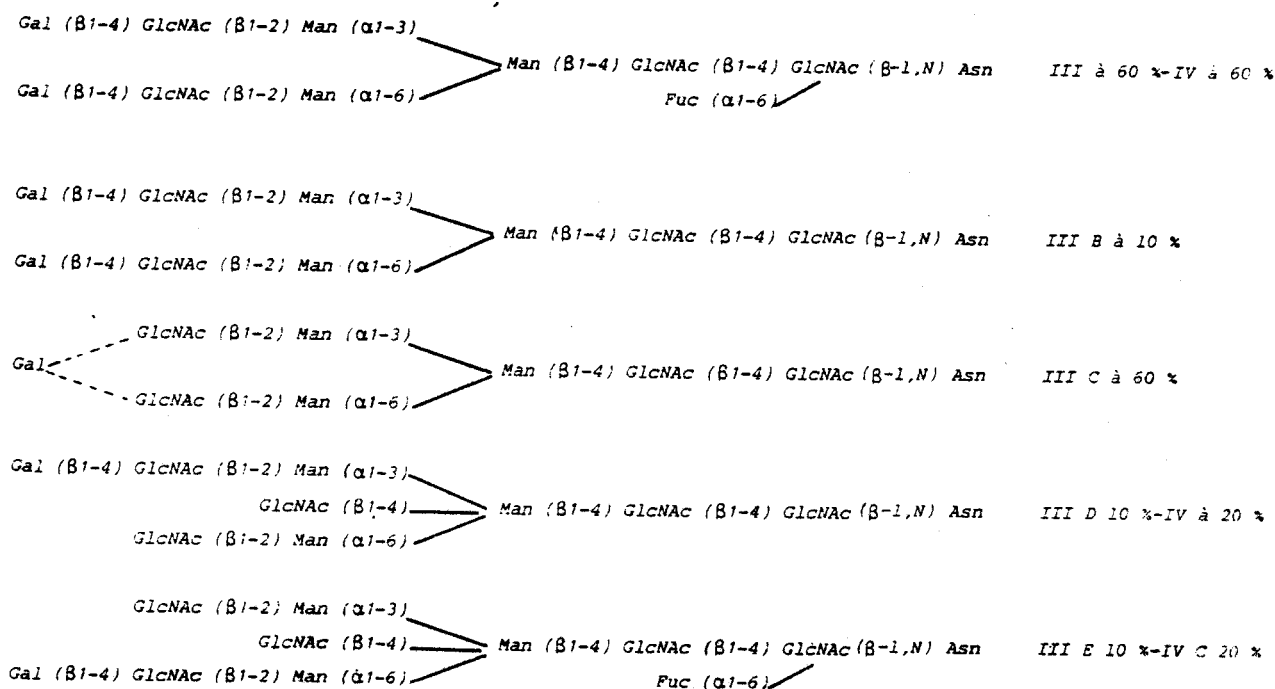 Gal (β1-4) GlcNAc (β1-2) Man (α1-3)
Man (β1-4) GlcNAc (β1-4) GlcNAc (β-1,N) Asn III à 60 %-IV à 60 %
Gal (β1-4) GlcNAc (β1-2) Man (α1-6)
Fuc (α1-6)
Gal (β1-4) GlcNAc (β1-2) Man (α1-3)
Man (β1-4) GlcNAc (β1-4) GlcNAc (β-1,N) Asn III B à 10 %
Gal (β1-4) GlcNAc (β1-2) Man (α1-6)
GlcNAc (β1-2) Man (α1-3)
Gal Man (β1-4) GlcNAc (β1-4) GlcNAc (β-1,N) Asn III C à 60 %
GlcNAc (β1-2) Man (α1-6)
Gal (β1-4) GlcNAc (β1-2) Man (α1-3)
GlcNAc (β1-4) Man (β1-4) GlcNAc (β1-4) GlcNAc (β-1,N) Asn III D 10 %-IV à 20 %
GlcNAc (β1-2) Man (α1-6)
GlcNAc (β1-2) Man (α1-3)
GlcNAc (β1-4) Man (β1-4) GlcNAc (β1-4) GlcNAc (β-1,N) Asn III E 10 %-IV C 20 %
Gal (β1-4) GlcNAc (β1-2) Man (α1-6)
Fuc (α1-6)